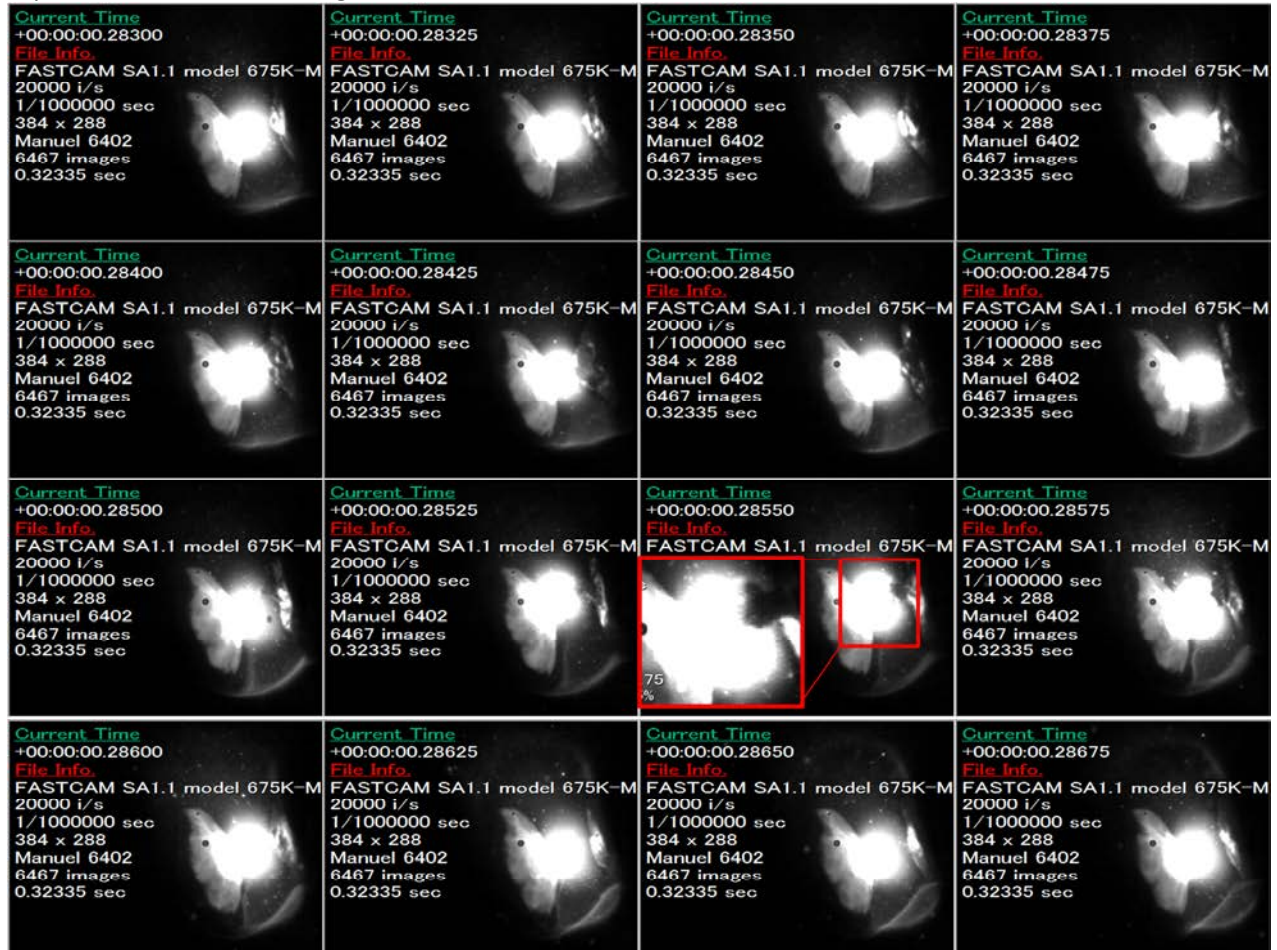 Current Time
+00:00:00.28300
File Info.
FASTCAM SA1.1 model 675K-M
20000 i/s
1/1000000 sec
384 x 288
Manuel 6402
6467 images
0.32335 sec
Current Time
+00:00:00.28325
File Info.
FASTCAM SA1.1 model 675K-M
20000 i/s
1/1000000 sec
384 x 288
Manuel 6402
6467 images
0.32335 sec
Current Time
+00:00:00.28350
File Info.
FASTCAM SA1.1 model 675K-M
20000 i/s
1/1000000 sec
384 x 288
Manuel 6402
6467 images
0.32335 sec
Current Time
+00:00:00.28375
File Info.
FASTCAM SA1.1 model 675K-M
20000 i/s
1/1000000 sec
384 x 288
Manuel 6402
6467 images
0.32335 sec
Current Time
+00:00:00.28400
File Info.
FASTCAM SA1.1 model 675K-M
20000 i/s
1/1000000 sec
384 x 288
Manuel 6402
6467 images
0.32335 sec
Current Time
+00:00:00.28425
File Info.
FASTCAM SA1.1 model 675K-M
20000 i/s
1/1000000 sec
384 x 288
Manuel 6402
6467 images
0.32335 sec
Current Time
+00:00:00.28450
File Info.
FASTCAM SA1.1 model 675K-M
20000 i/s
1/1000000 sec
384 x 288
Manuel 6402
6467 images
0.32335 sec
Current Time
+00:00:00.28475
File Info.
FASTCAM SA1.1 model 675K-M
20000 i/s
1/1000000 sec
384 x 288
Manuel 6402
6467 images
0.32335 sec
Current Time
+00:00:00.28500
File Info.
FASTCAM SA1.1 model 675K-M
20000 i/s
1/1000000 sec
384 x 288
Manuel 6402
6467 images
0.32335 sec
Current Time
+00:00:00.28525
File Info.
FASTCAM SA1.1 model 675K-M
20000 i/s
1/1000000 sec
384 x 288
Manuel 6402
6467 images
0.32335 sec
Current Time
+00:00:00.28550
File Info.
FASTCAM SA1.1 model 675K-M
75
%
Current Time
+00:00:00.28575
File Info.
FASTCAM SA1.1 model 675K-M
20000 i/s
1/1000000 sec
384 x 288
Manuel 6402
6467 images
0.32335 sec
Current Time
+00:00:00.28600
File Info.
FASTCAM SA1.1 model 675K-M
20000 i/s
1/1000000 sec
384 x 288
Manuel 6402
6467 images
0.32335 sec
Current Time
+00:00:00.28625
File Info.
FASTCAM SA1.1 model 675K-M
20000 i/s
1/1000000 sec
384 x 288
Manuel 6402
6467 images
0.32335 sec
Current Time
+00:00:00.28650
File Info.
FASTCAM SA1.1 model 675K-M
20000 i/s
1/1000000 sec
384 x 288
Manuel 6402
6467 images
0.32335 sec
Current Time
+00:00:00.28675
File Info.
FASTCAM SA1.1 model 675K-M
20000 i/s
1/1000000 sec
384 x 288
Manuel 6402
6467 images
0.32335 sec